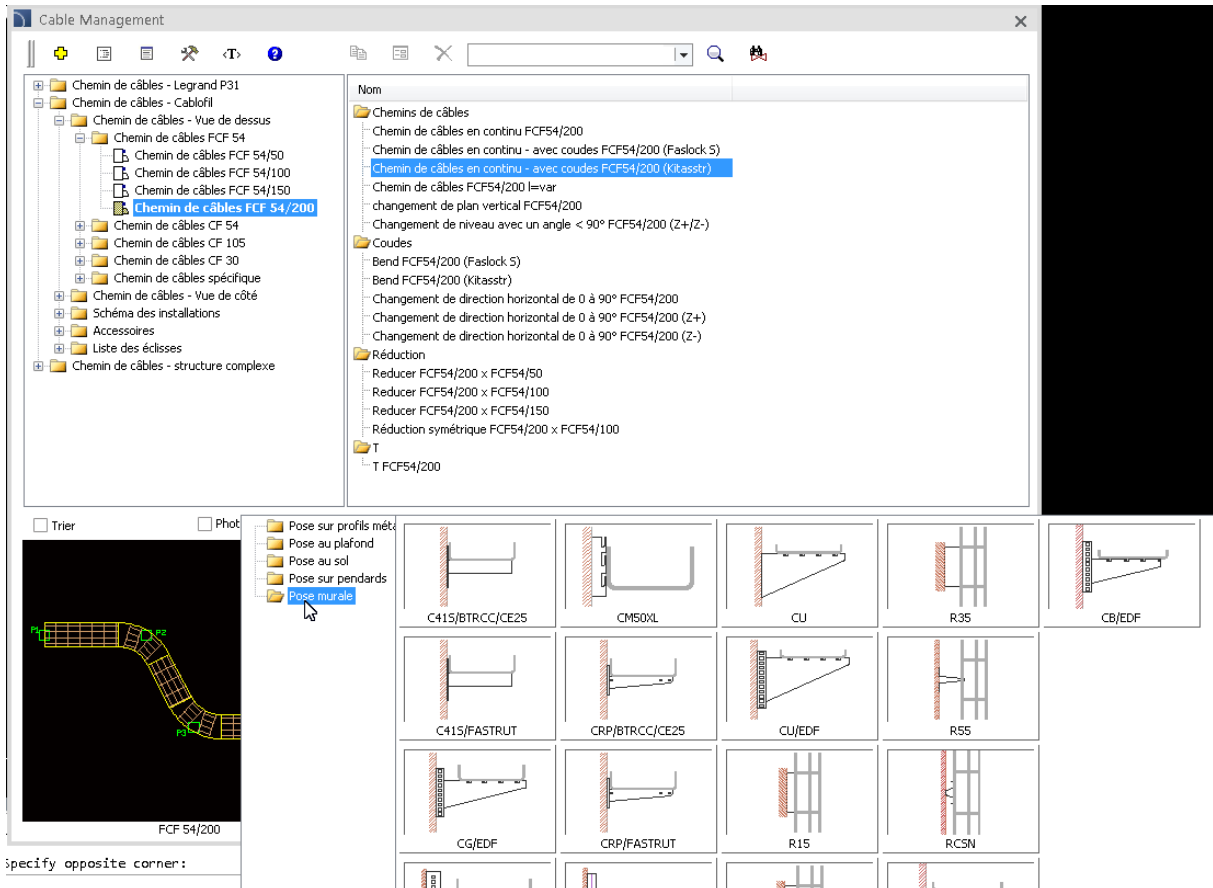 Cable Management
<T>
Chemin de câbles - Legrand P31
Chemin de câbles - Cablofil
Chemin de câbles - Vue de dessus
Chemin de câbles FCF 54
Chemin de câbles FCF 54/50
Chemin de câbles FCF 54/100
Chemin de câbles FCF 54/150
Chemin de câbles FCF 54/200
Chemin de câbles CF 54
Chemin de câbles CF 105
Chemin de câbles CF 30
Chemin de câbles spécifique
Chemin de câbles - Vue de côté
Schéma des installations
Accessoires
Liste des éclisses
Chemin de câbles - structure complexe
Nom
Chemins de câbles
Chemin de câbles en continu FCF54/200
Chemin de câbles en continu - avec coudes FCF54/200 (Faslock S)
Chemin de câbles en continu - avec coudes FCF54/200 (Kitasstr)
Chemin de câbles FCF54/200 l=var
changement de plan vertical FCF54/200
Changement de niveau avec un angle < 90° FCF54/200 (Z+/Z-)
Coudes
Bend FCF54/200 (Faslock S)
Bend FCF54/200 (Kitasstr)
Changement de direction horizontal de 0 à 90° FCF54/200
Changement de direction horizontal de 0 à 90° FCF54/200 (Z+)
Changement de direction horizontal de 0 à 90° FCF54/200 (Z-)
Réduction
Reducer FCF54/200 x FCF54/50
Reducer FCF54/200 x FCF54/100
Reducer FCF54/200 x FCF54/150
Réduction symétrique FCF54/200 x FCF54/100
T
T FCF54/200
Trier
Phot
P1
P2
P3
FCF 54/200
Specify opposite corner:
Pose sur profils méta
Pose au plafond
Pose au sol
Pose sur pendards
Pose murale
C41S/BTRCC/CE25
CM50XL
CU
R35
CB/EDF
C41S/FASTRUT
CRP/BTRCC/CE25
CU/EDF
R55
CG/EDF
CRP/FASTRUT
R15
RCSN